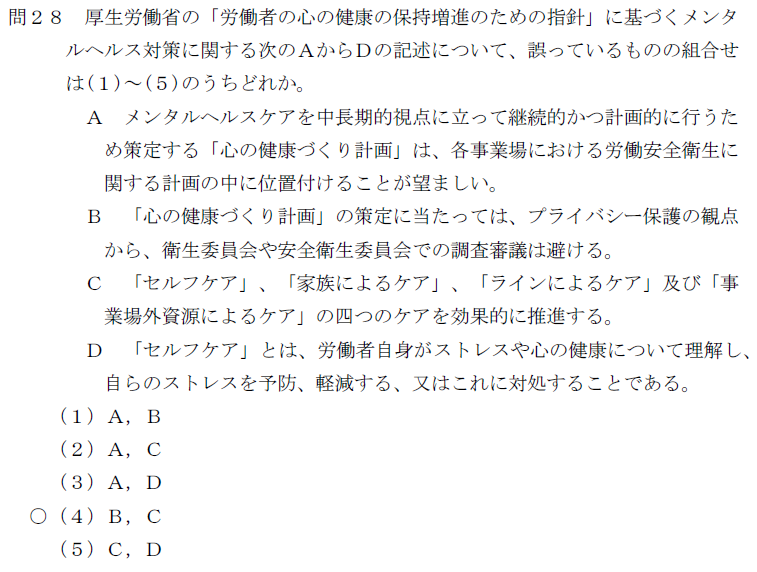 問２８　厚生労働省の「労働者の心の健康の保持増進のための指針」に基づくメンタ
ルヘルス対策に関する次のＡからＤの記述について、誤っているものの組合せ
は(１)～(５)のうちどれか。
Ａ　メンタルヘルスケアを中長期的視点に立って継続的かつ計画的に行うた
め策定する「心の健康づくり計画」は、各事業場における労働安全衛生に
関する計画の中に位置付けることが望ましい。
Ｂ　「心の健康づくり計画」の策定に当たっては、プライバシー保護の観点
から、衛生委員会や安全衛生委員会での調査審議は避ける。
Ｃ　「セルフケア」、「家族によるケア」、「ラインによるケア」及び「事
業場外資源によるケア」の四つのケアを効果的に推進する。
Ｄ　「セルフケア」とは、労働者自身がストレスや心の健康について理解し、
自らのストレスを予防、軽減する、又はこれに対処することである。
（１）Ａ，Ｂ
（２）Ａ，Ｃ
（３）Ａ，Ｄ
○（４）Ｂ，Ｃ
（５）Ｃ，Ｄ